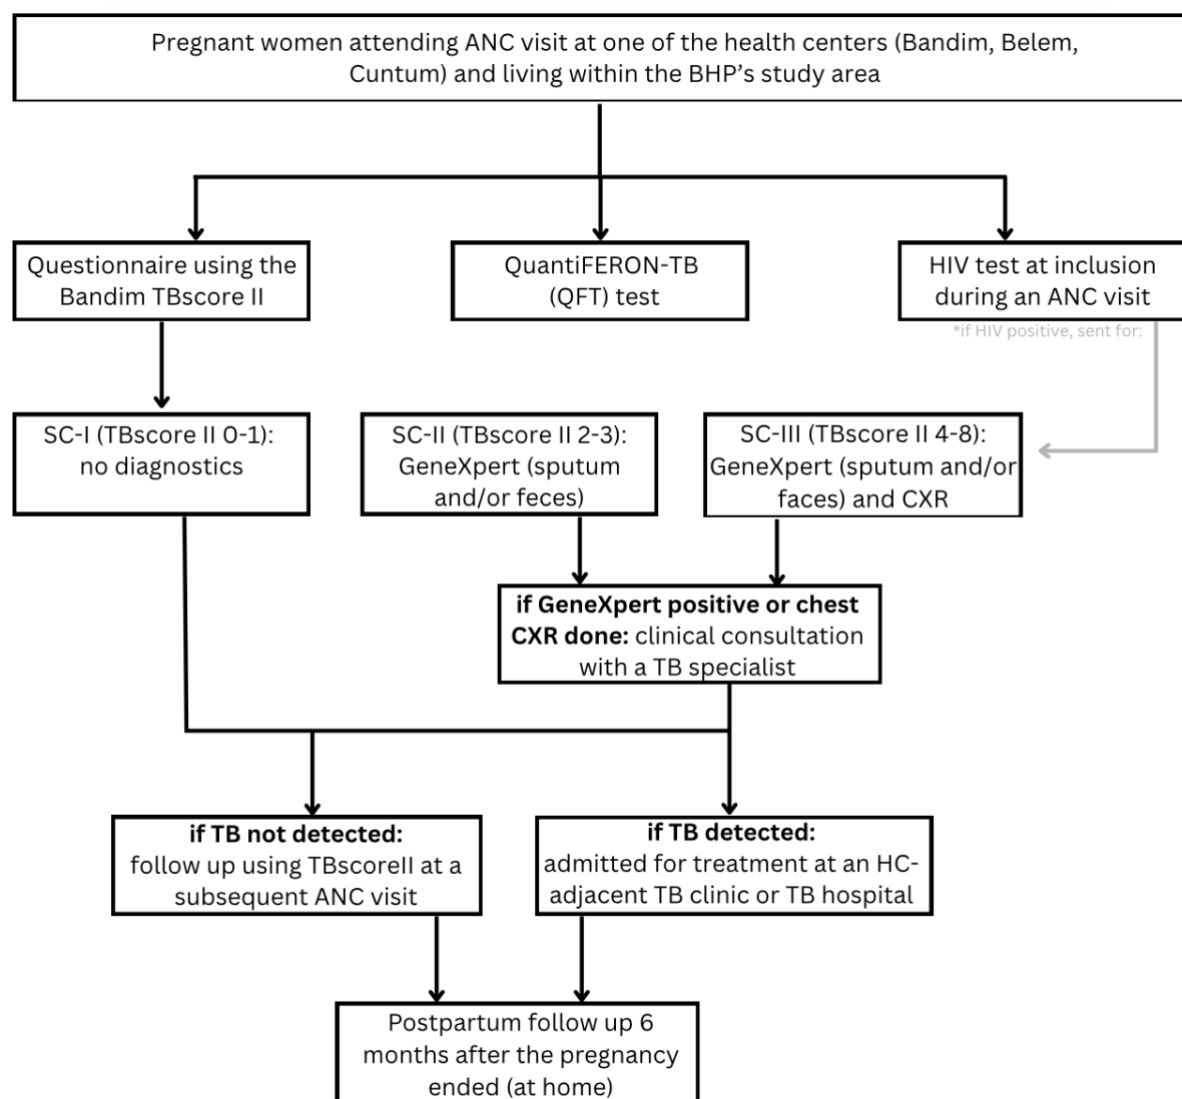 Pregnant women attending ANC visit at one of the health centers (Bandim, Belem,
Cuntum) and living within the BHP's study area
Questionnaire using the
Bandim TBscore II
QuantiFERON-TB
(QFT) test
HIV test at inclusion
during an ANC visit
*if HIV positive, sent for:
SC-I (TBscore II 0-1):
no diagnostics
SC-II (TBscore II 2-3):
GeneXpert (sputum
and/or feces)
SC-III (TBscore II 4-8):
GeneXpert (sputum and/or
faces) and CXR
if GeneXpert positive or chest
CXR done: clinical consultation
with a TB specialist
if TB not detected:
follow up using TBscoreII at a
subsequent ANC visit
if TB detected:
admitted for treatment at an HC-
adjacent TB clinic or TB hospital
Postpartum follow up 6
months after the pregnancy
ended (at home)